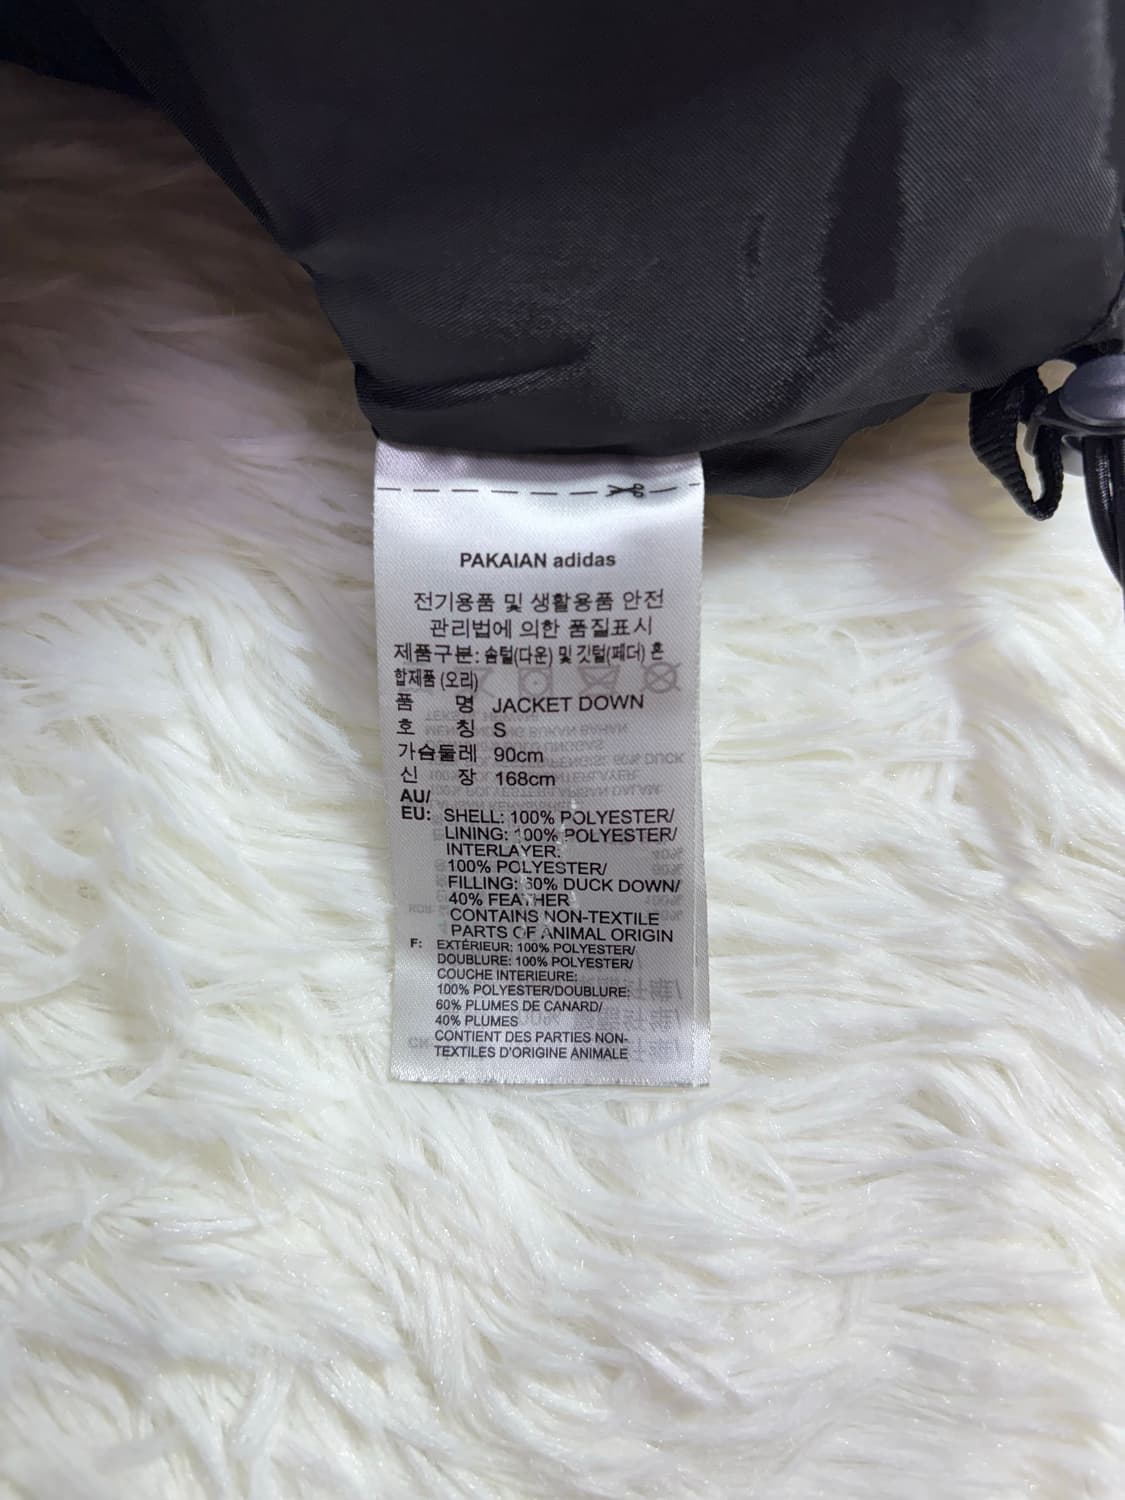 PAKAIAN adidas
전기용품 및 생활용품 안전
관리법에 의한 품질표시
제품구분: 솜털(다운) 및 깃털(페더) 혼
합제품 (오리)
품 명 JACKET DOWN
호 칭 S
가슴둘레 90cm
신 장 168cm
AU/
EU: SHELL: 100% POLYESTER/
LINING: 100% POLYESTER/
INTERLAYER:
100% POLYESTER/
FILLING: 60% DUCK DOWN/
40% FEATHER
CONTAINS NON-TEXTILE
PARTS OF ANIMAL ORIGIN
F: EXTÉRIEUR: 100% POLYESTER/
DOUBLURE: 100% POLYESTER/
COUCHE INTERIEURE:
100% POLYESTER/DOUBLURE:
60% PLUMES DE CANARD/
40% PLUMES
CONTIENT DES PARTIES NON-
TEXTILES D'ORIGINE ANIMALE